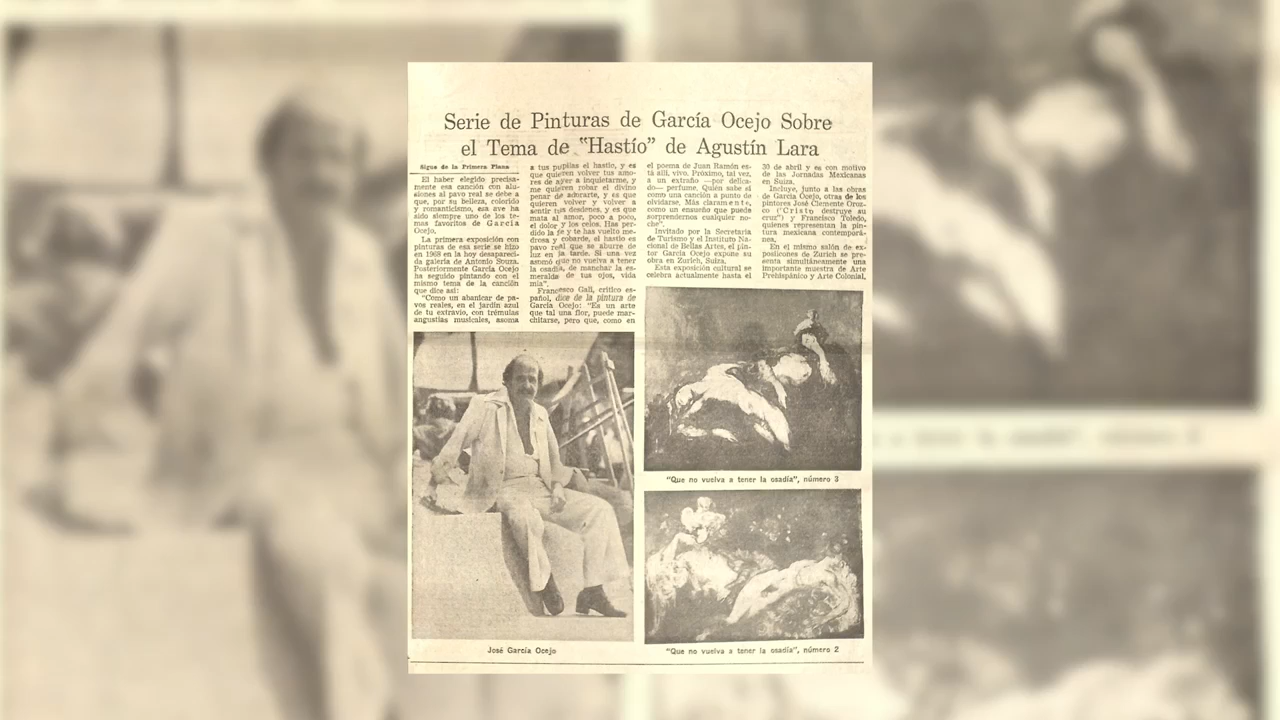 Serie de Pinturas de García Ocejo Sobre
el Tema de "Hastío" de Agustín Lara
Sigue de la Primera Plana
El haber elegido precisa-
mente esa canción con alu-
siones al pavo real se debe a
que, por su belleza, colorido
y romanticismo, esa ave ha
sido siempre uno de los te-
mas favoritos de García
Ocejo.
La primera exposición con
pinturas de esa serie se hizo
en 1968 en la hoy desapareci-
da galería de Antonio Souza.
Posteriormente García Ocejo
ha seguido pintando con el
mismo tema de la canción
que dice así:
"Como un abanicar de pa-
vos reales, en el jardín azul
de tu extravío, con trémulas
angustias musicales, asoma
a tus pupilas el hastío, y es
que quieren volver tus amo-
res de ayer a inquietarme, y
me quieren robar el divino
penar de adorarte, y es que
quieren volver y volver a
sentir tus desdenes, y es que
mata al amor, poco a poco,
el dolor y los celos. Has per-
dido la fe y te has vuelto me-
drosa y cobarde, el hastío es
pavo real que se aburre de
luz en la tarde. Si una vez
asomó que no vuelva a tener
la osadía, de manchar la es-
meralda de tus ojos, vida
mía".
Francesco Gali, crítico es-
pañol, dice de la pintura de
García Ocejo: "Es un arte
que tal una flor, puede mar-
chitarse, pero que, como en
el poema de Juan Ramón es-
tá allí, vivo. Próximo, tal vez,
a un extraño —por delica-
do— perfume. Quién sabe si
como una canción a punto de
olvidarse. Más claramente,
como un ensueño que pueda
sorprendernos cualquier no-
che".
Invitado por la Secretaría
de Turismo y el Instituto Na-
cional de Bellas Artes, el pin-
tor García Ocejo expone su
obra en Zurich, Suiza.
Esta exposición cultural se
celebra actualmente hasta el
30 de abril y es con motivo
de las Jornadas Mexicanas
en Suiza.
Incluye, junto a las obras
de García Ocejo, otras de los
pintores José Clemente Oroz-
co ("Cristo destruye su
cruz") y Francisco Toledo,
quienes representan la pin-
tura mexicana contemporá-
nea.
En el mismo salón de ex-
posiciones de Zurich se pre-
senta simultáneamente una
importante muestra de Arte
Prehispánico y Arte Colonial.
"Que no vuelva a tener la osadía", número 3
José García Ocejo
"Que no vuelva a tener la osadía", número 2